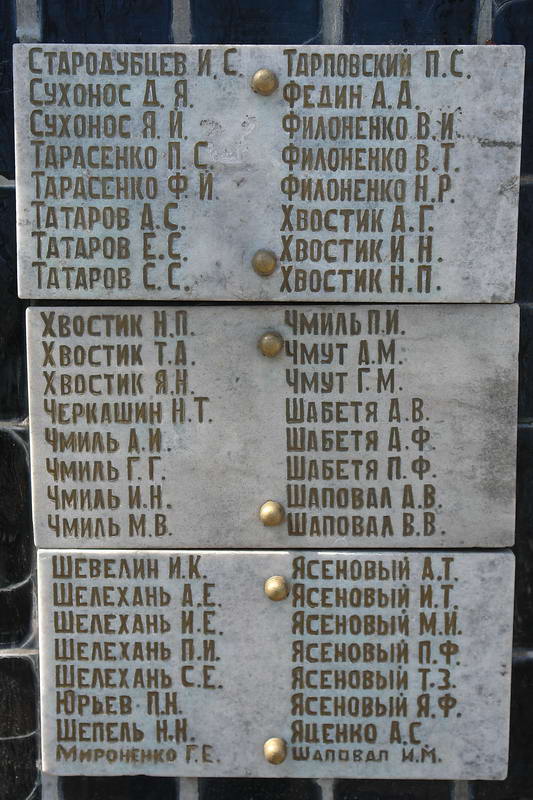 Стародубцев И.С.
Сухонос Д.Я.
Сухонос Я.И.
Тарасенко П.С.
Тарасенко Ф.И.
Татаров А.С.
Татаров Е.С.
Татаров С.С.
Тарповский П.С.
Федин А.А.
Филоненко В.И.
Филоненко В.Т.
Филоненко Н.Р.
Хвостик А.Г.
Хвостик И.Н.
Хвостик Н.П.
Хвостик Н.П.
Хвостик Т.А.
Хвостик Я.Н.
Черкашин Н.Т.
Чмиль А.И.
Чмиль Г.Г.
Чмиль И.Н.
Чмиль М.В.
Чмиль П.И.
Чмут А.М.
Чмут Г.М.
Шабетя А.В.
Шабетя А.Ф.
Шабетя П.Ф.
Шаповал А.В.
Шаповал В.В.
Шевелин И.К.
Шелехань А.Е.
Шелехань И.Е.
Шелехань П.И.
Шелехань С.Е.
Юрьев П.Н.
Шепель Н.Н.
Мироненко Г.Е.
Ясеновый А.Т.
Ясеновый И.Т.
Ясеновый М.И.
Ясеновый П.Ф.
Ясеновый Т.З.
Ясеновый Я.Ф.
Яценко А.С
Шаповал И.М.